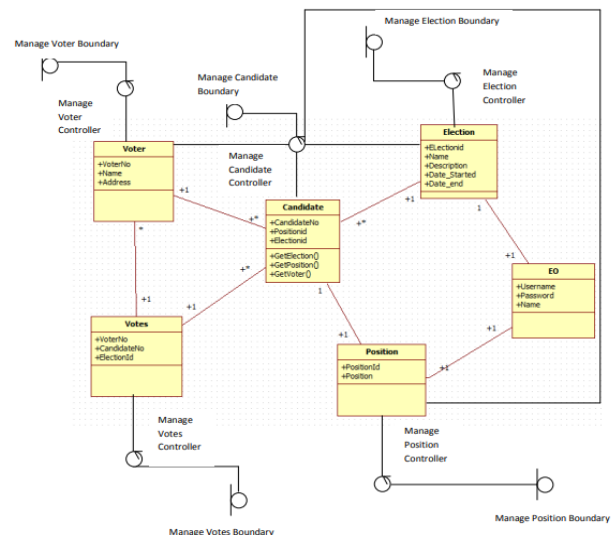 Manage Election Boundary
Manage Voter Boundary
Manage Candidate
Boundary
Manage
Election
Controller
Manage
Voter
Controller
Manage
Candidate
Controller
Voter
+VoterNo
+Name
+Address
Election
+ELectionid
+Name
+Description
+Date_Started
+Date_end
Candidate
+CandidateNo
+Positionid
+Electionid
+GetElection()
+GetPosition()
+GetVoter()
+1
+*
+*
+1
1
+1
*
+1
+*
+1
1
+1
+1
+1
EO
+Username
+Password
+Name
Votes
+VoterNo
+CandidateNo
+ElectionId
Position
+PositionId
+Position
Manage
Votes
Controller
Manage
Position
Controller
Manage Votes Boundary
Manage Position Boundary